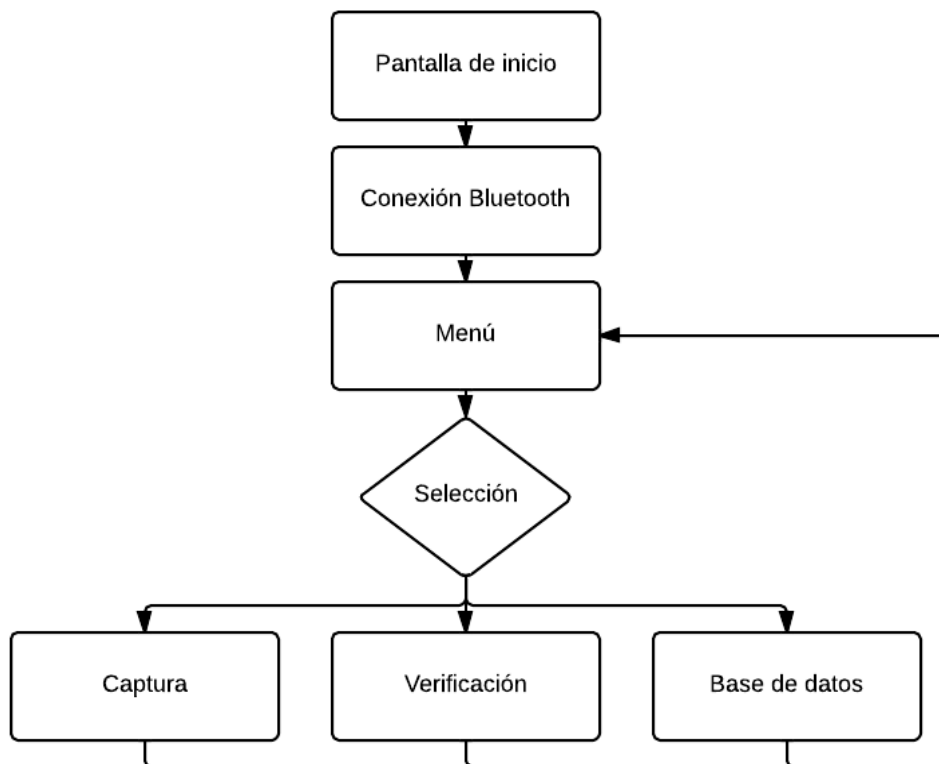 Pantalla de inicio
Conexión Bluetooth
Menú
Selección
Captura
Verificación
Base de datos